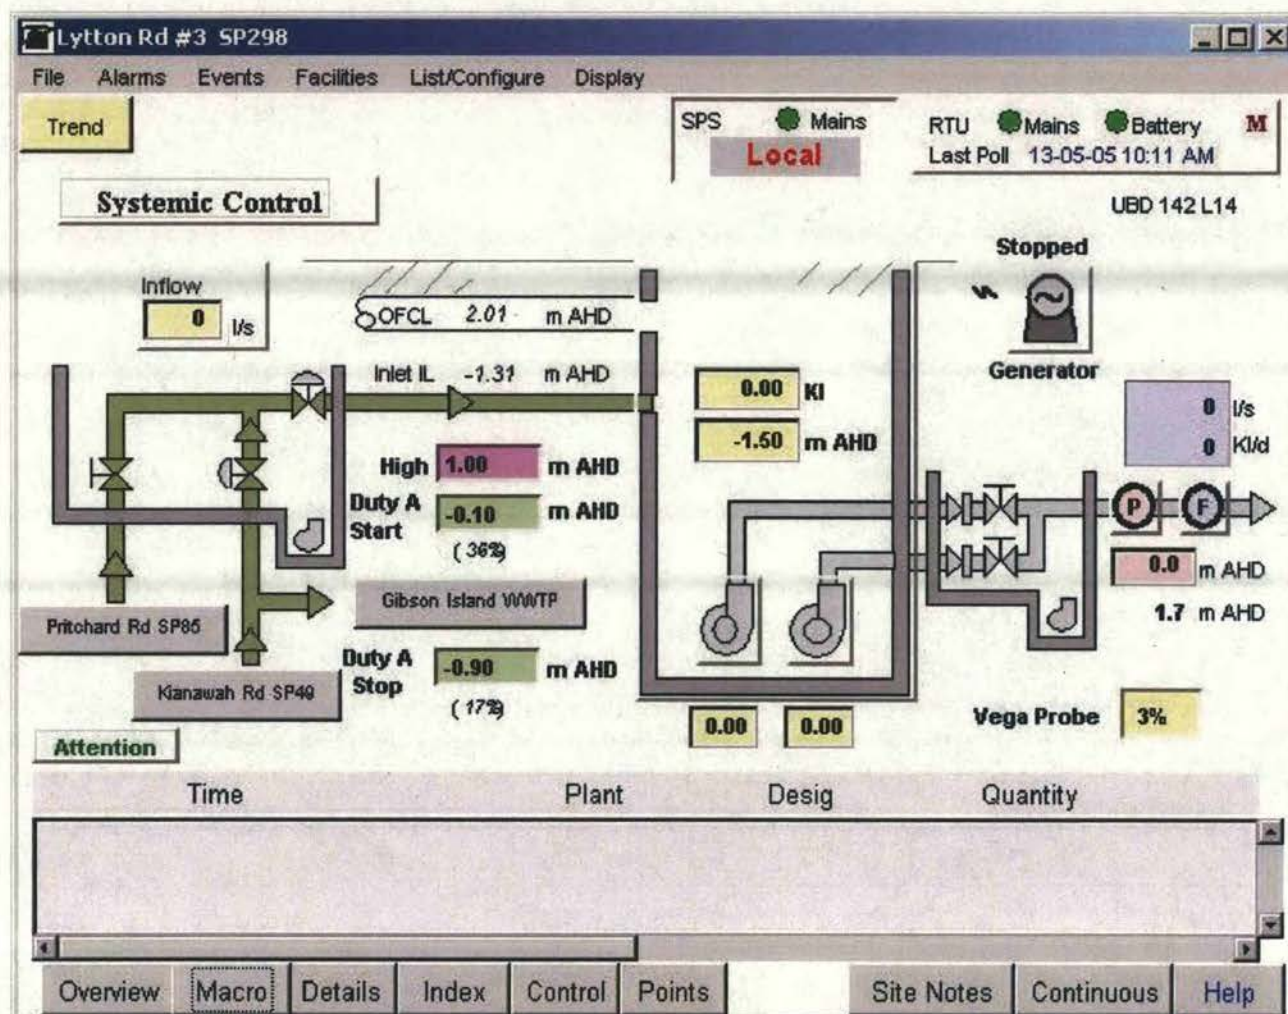 Lytton Rd #3 SP298
File Alarms Events Facilities List/Configure Display
Trend
SPS Mains
Local
RTU Mains Battery M
Last Poll 13-05-05 10:11 AM
Systemic Control
UBD 142 L14
Stopped
Generator
Inflow
0 l/s
OFCL 2.01 m AHD
Inlet IL -1.31 m AHD
0.00 Kl
-1.50 m AHD
0 l/s
0 Kl/d
High 1.00 m AHD
Duty A Start -0.10 m AHD
(36%)
P F
0.0 m AHD
1.7 m AHD
Gibson Island WWTP
Pritchard Rd SP85
Kianawah Rd SP49
Duty A Stop -0.90 m AHD
(17%)
0.00 0.00
Vega Probe 3%
Attention
Time Plant Desig Quantity
Overview Macro Details Index Control Points Site Notes Continuous Help